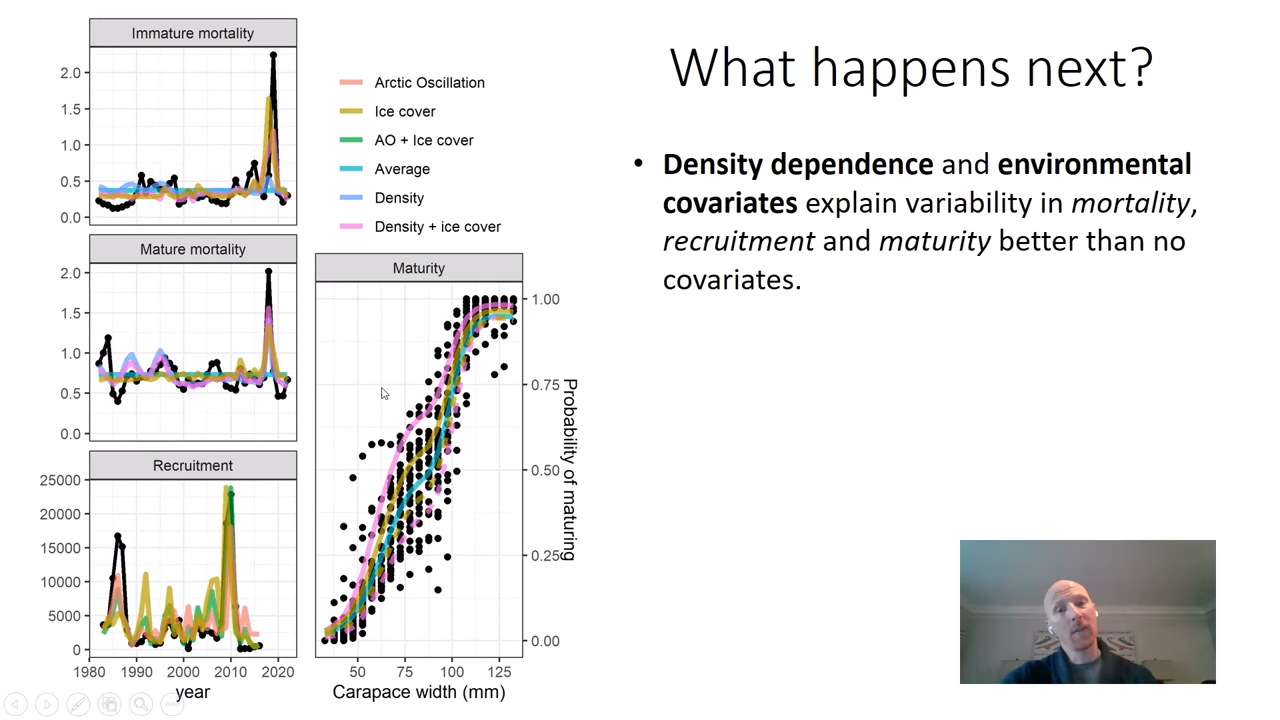 Immature mortality
2.0
1.5
1.0
0.5
0.0
Mature mortality
2.0
1.5
1.0
0.5
0.0
Recruitment
25000
20000
15000
10000
5000
0
1980 1990 2000 2010 2020
year
Arctic Oscillation
Ice cover
AO + Ice cover
Average
Density
Density + ice cover
Maturity
1.00
0.75
0.50
0.25
0.00
Probability of maturing
50 75 100 125
Carapace width (mm)
What happens next?
• Density dependence and environmental
covariates explain variability in mortality,
recruitment and maturity better than no
covariates.